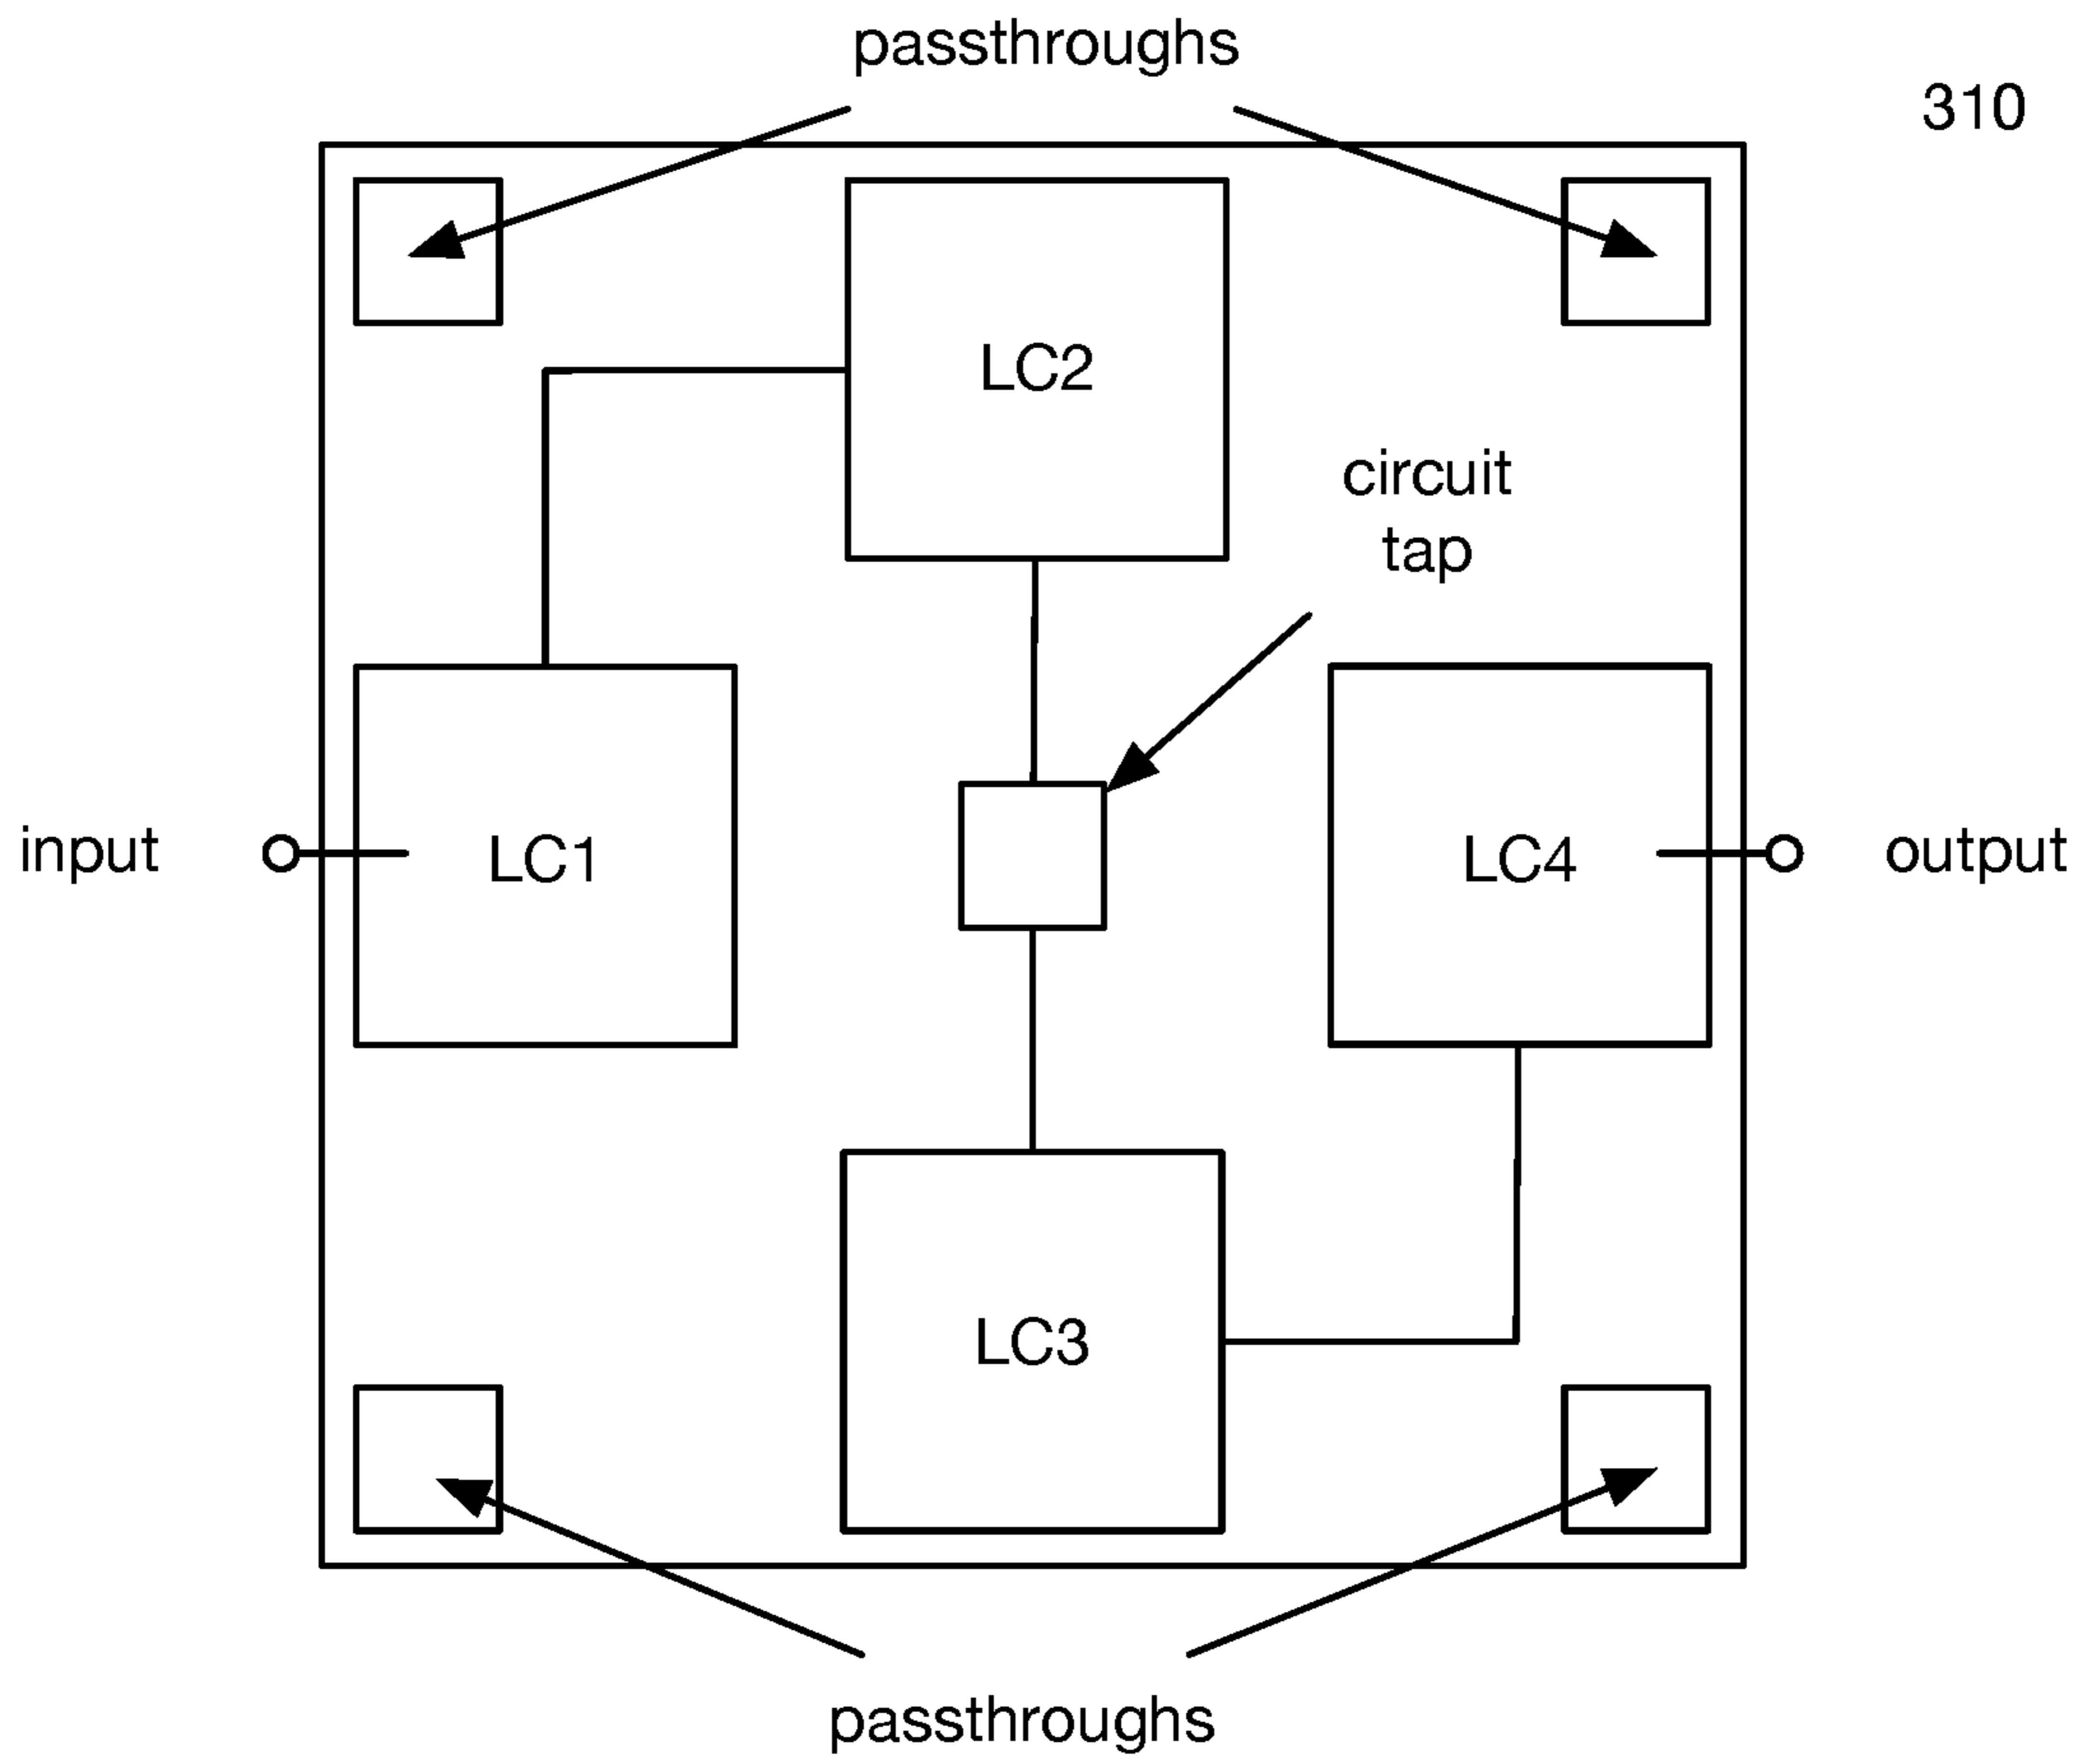 passthroughs
310
LC2
circuit
tap
input
LC1
LC4
output
LC3
passthroughs